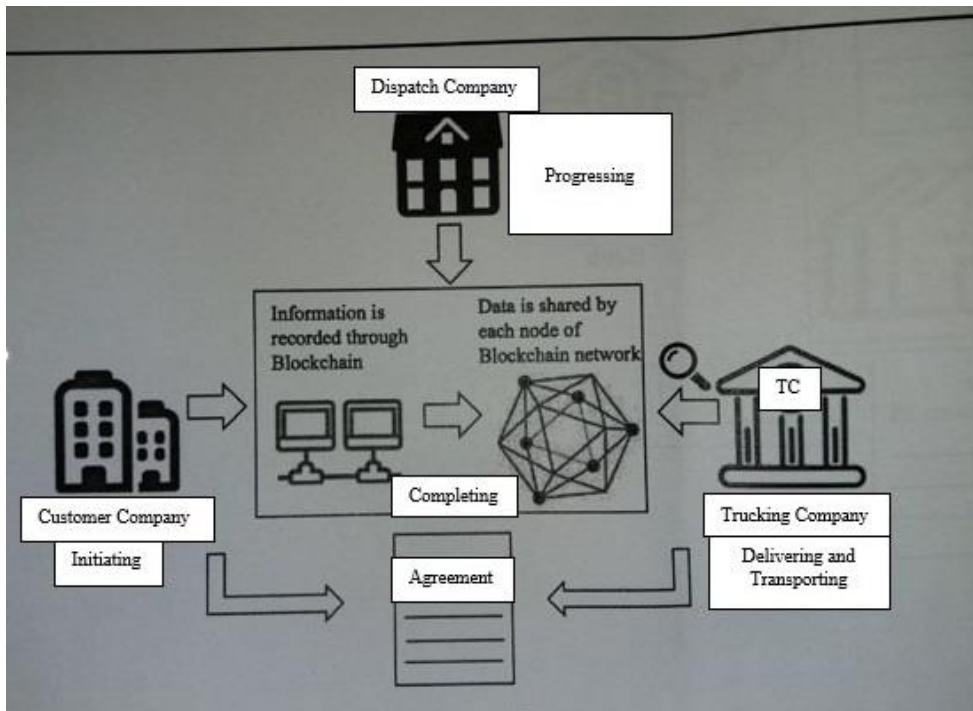 Dispatch Company
Progressing
Information is
recorded through
Blockchain
Data is shared by
each node of
Blockchain network
TC
Completing
Customer Company
Initiating
Trucking Company
Delivering and
Transporting
Agreement